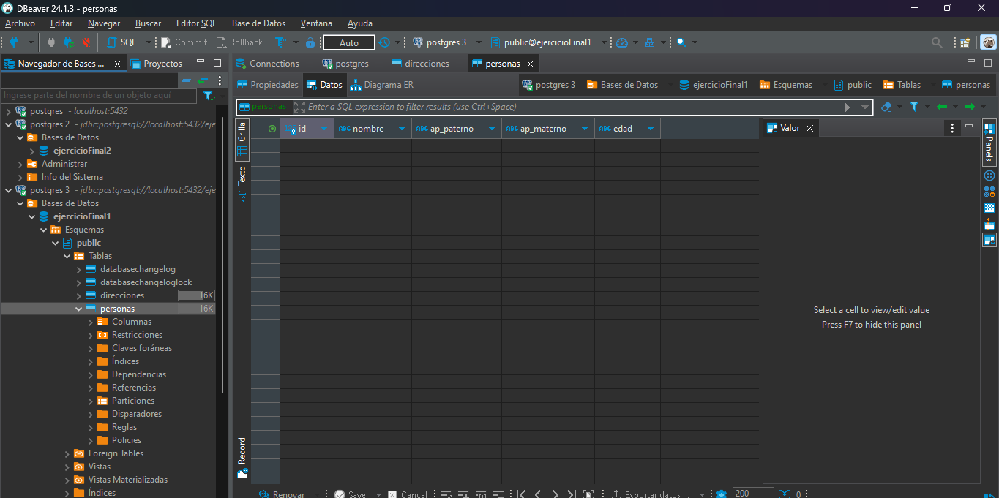 DBeaver 24.1.3 - personas
Archivo Editar Navegar Buscar Editor SQL Base de Datos Ventana Ayuda
SQL Commit Rollback Auto postgres 3 public@ejercicioFinal1
Navegador de Bases ... Proyectos
Connections postgres direcciones personas
Propiedades Datos Diagrama ER postgres 3 Bases de Datos ejercicioFinal1 Esquemas public Tablas personas
Ingrese parte del nombre de un objeto aquí
personas Enter a SQL expression to filter results (use Ctrl+Space)
postgres - localhost:5432
postgres 2 - jdbc:postgresql://localhost:5432/eje
Bases de Datos
ejercicioFinal2
Administrar
Info del Sistema
postgres 3 - jdbc:postgresql://localhost:5432/eje
Bases de Datos
ejercicioFinal1
Esquemas
public
Tablas
databasechangelog
databasechangeloglock
direcciones 16K
personas 16K
Columnas
Restricciones
Claves foráneas
Índices
Dependencias
Referencias
Particiones
Disparadores
Reglas
Policies
Foreign Tables
Vistas
Vistas Materializadas
Índices
Grilla
Texto
Record
id ABC nombre ABC ap_paterno ABC ap_materno ABC edad
Valor
Select a cell to view/edit value
Press F7 to hide this panel
Panels
Renovar Save Cancel Exportar datos ... 200 0